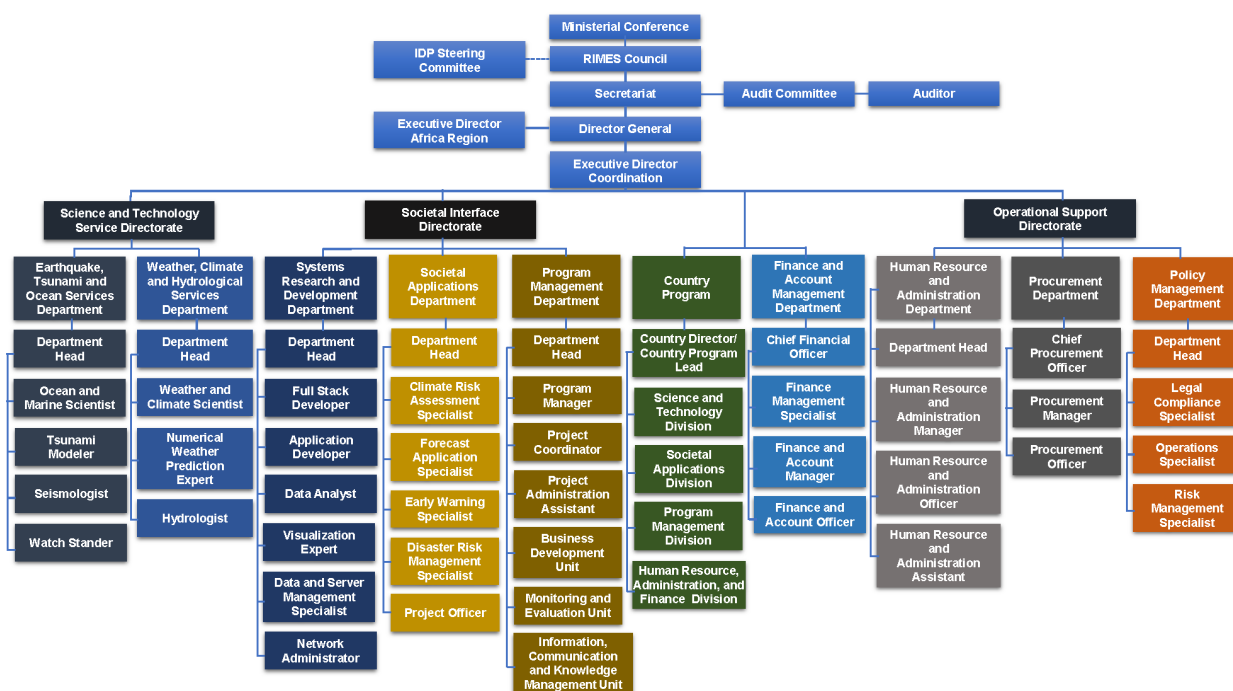 Ministerial Conference
IDP Steering
Committee
RIMES Council
Secretariat
Audit Committee
Auditor
Executive Director
Africa Region
Director General
Executive Director
Coordination
Science and Technology
Service Directorate
Societal Interface
Directorate
Operational Support
Directorate
Earthquake,
Tsunami and
Ocean Services
Department
Department
Head
Ocean and
Marine Scientist
Tsunami
Modeler
Seismologist
Watch Stander
Weather, Climate
and Hydrological
Services
Department
Department
Head
Weather and
Climate Scientist
Numerical
Weather
Prediction
Expert
Hydrologist
Systems
Research and
Development
Department
Department
Head
Full Stack
Developer
Application
Developer
Data Analyst
Visualization
Expert
Data and Server
Management
Specialist
Network
Administrator
Societal
Applications
Department
Department
Head
Climate Risk
Assessment
Specialist
Forecast
Application
Specialist
Early Warning
Specialist
Disaster Risk
Management
Specialist
Project Officer
Program
Management
Department
Department
Head
Program
Manager
Project
Coordinator
Project
Administration
Assistant
Business
Development
Unit
Monitoring and
Evaluation Unit
Information,
Communication
and Knowledge
Management Unit
Country
Program
Country Director/
Country Program
Lead
Science and
Technology
Division
Societal
Applications
Division
Program
Management
Division
Human Resource,
Administration, and
Finance Division
Finance and
Account
Management
Department
Chief Financial
Officer
Finance
Management
Specialist
Finance and
Account
Manager
Finance and
Account Officer
Human Resource
and
Administration
Department
Department Head
Human Resource
and
Administration
Manager
Human Resource
and
Administration
Officer
Human Resource
and
Administration
Assistant
Procurement
Department
Chief
Procurement
Officer
Procurement
Manager
Procurement
Officer
Policy
Management
Department
Department
Head
Legal
Compliance
Specialist
Operations
Specialist
Risk
Management
Specialist